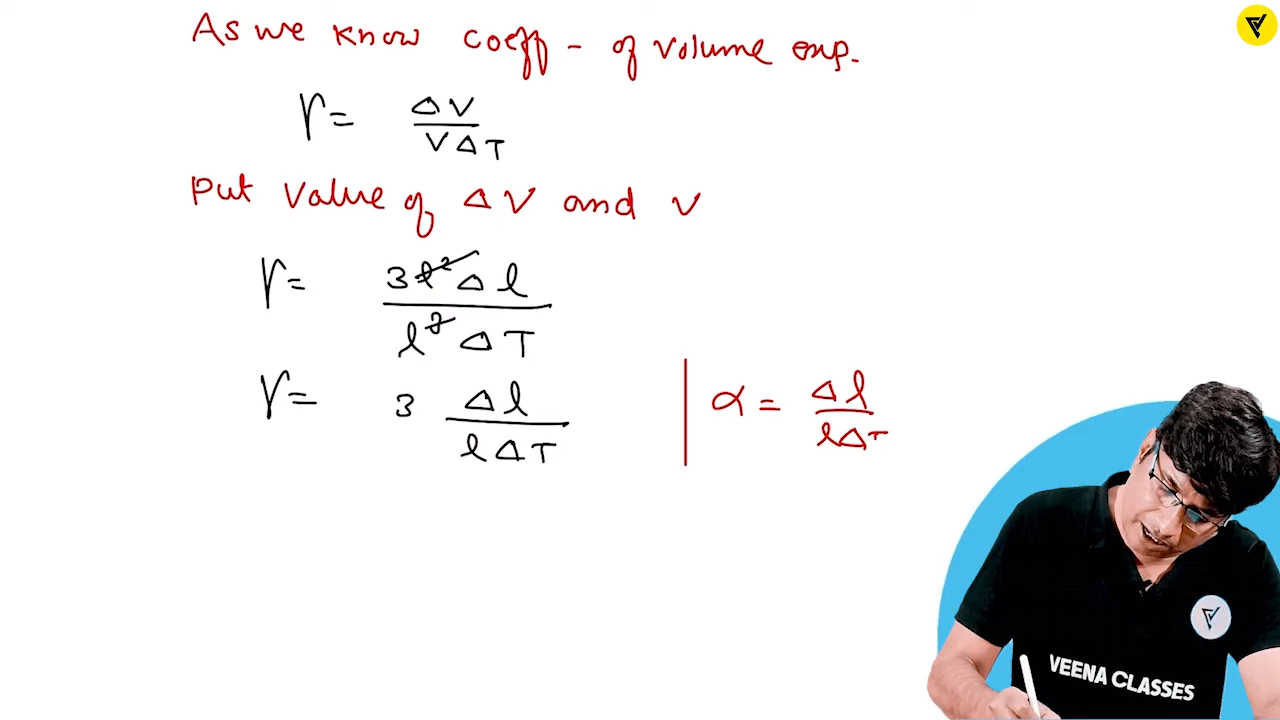 As we know coeff - of volume exp.
γ = ΔV / VΔT
Put value of ΔV and V
γ = 3l²Δl / l³ΔT
γ = 3 Δl / lΔT | α = Δl / lΔT
VEENA CLASSES